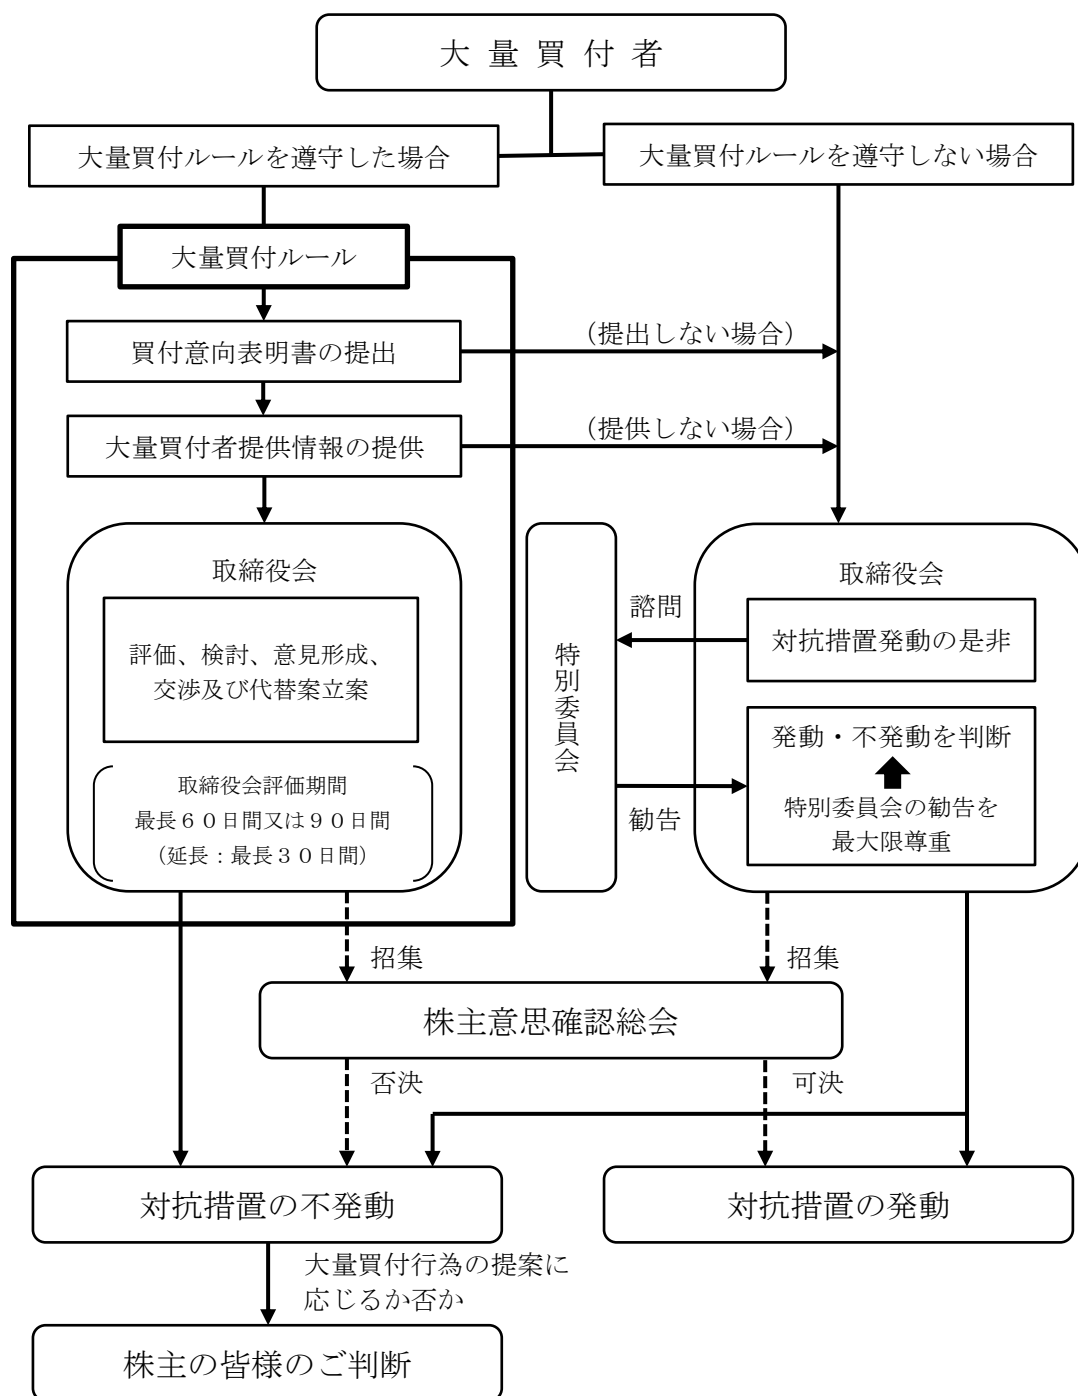 大量買付者
大量買付ルールを遵守した場合
大量買付ルールを遵守しない場合
大量買付ルール
買付意向表明書の提出
（提出しない場合）
大量買付者提供情報の提供
（提供しない場合）
取締役会
評価、検討、意見形成、
交渉及び代替案立案
取締役会評価期間
最長６０日間又は９０日間
（延長：最長３０日間）
特別委員会
諮問
勧告
取締役会
対抗措置発動の是非
発動・不発動を判断
特別委員会の勧告を
最大限尊重
招集
招集
株主意思確認総会
否決
可決
対抗措置の不発動
対抗措置の発動
大量買付行為の提案に
応じるか否か
株主の皆様のご判断